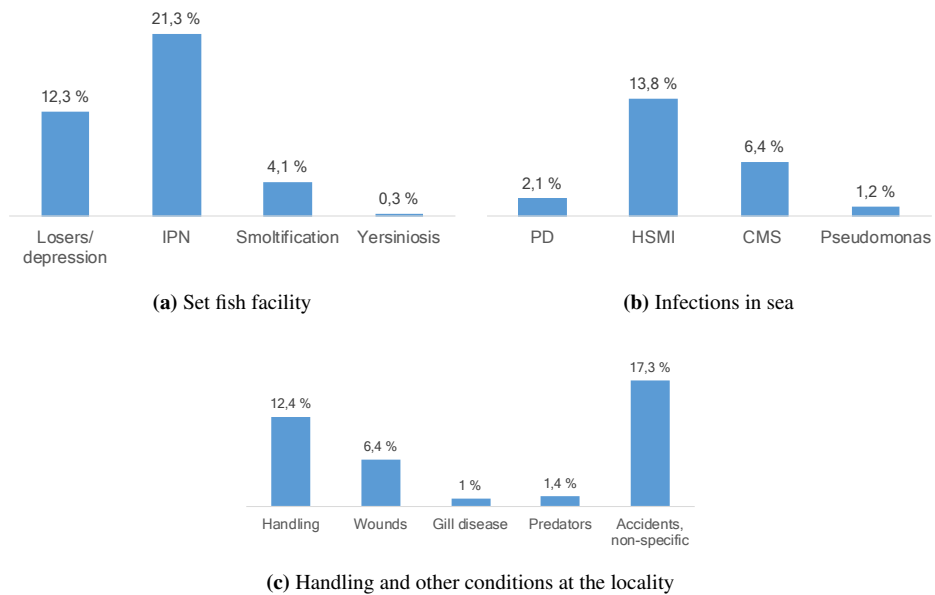 21,3 %
12,3 %
4,1 %
0,3 %
Losers/
depression
IPN
Smoltification
Yersiniosis
(a) Set fish facility
13,8 %
6,4 %
2,1 %
1,2 %
PD
HSMI
CMS
Pseudomonas
(b) Infections in sea
17,3 %
12,4 %
6,4 %
1 %
1,4 %
Handling
Wounds
Gill disease
Predators
Accidents,
non-specific
(c) Handling and other conditions at the locality